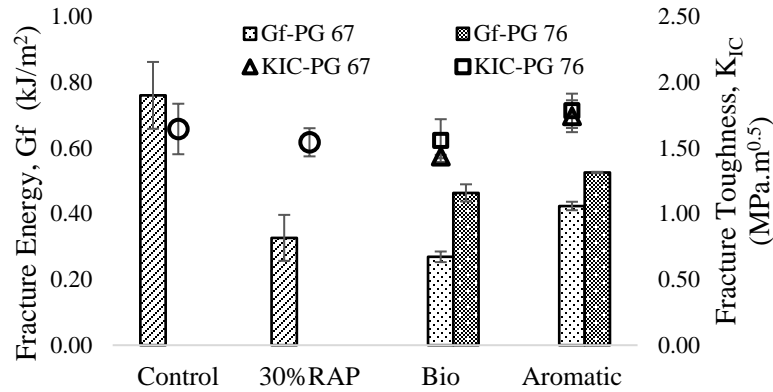 Fracture Energy, Gf (kJ/m²)
1.00
0.80
0.60
0.40
0.20
0.00
Gf-PG 67
Gf-PG 76
KIC-PG 67
KIC-PG 76
Control
30%RAP
Bio
Aromatic
2.50
2.00
1.50
1.00
0.50
0.00
Fracture Toughness, K_IC
(MPa.m^0.5)